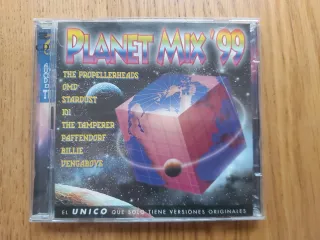 PLANET MIX '99
THE PROPELLERHEADS
OMD
STARDUST
THE TAMPERER
PAFFENDORF
BILLIE
VENGABOYS
EL UNICO QUE SOLO TIENE VERSIONES ORIGINALES